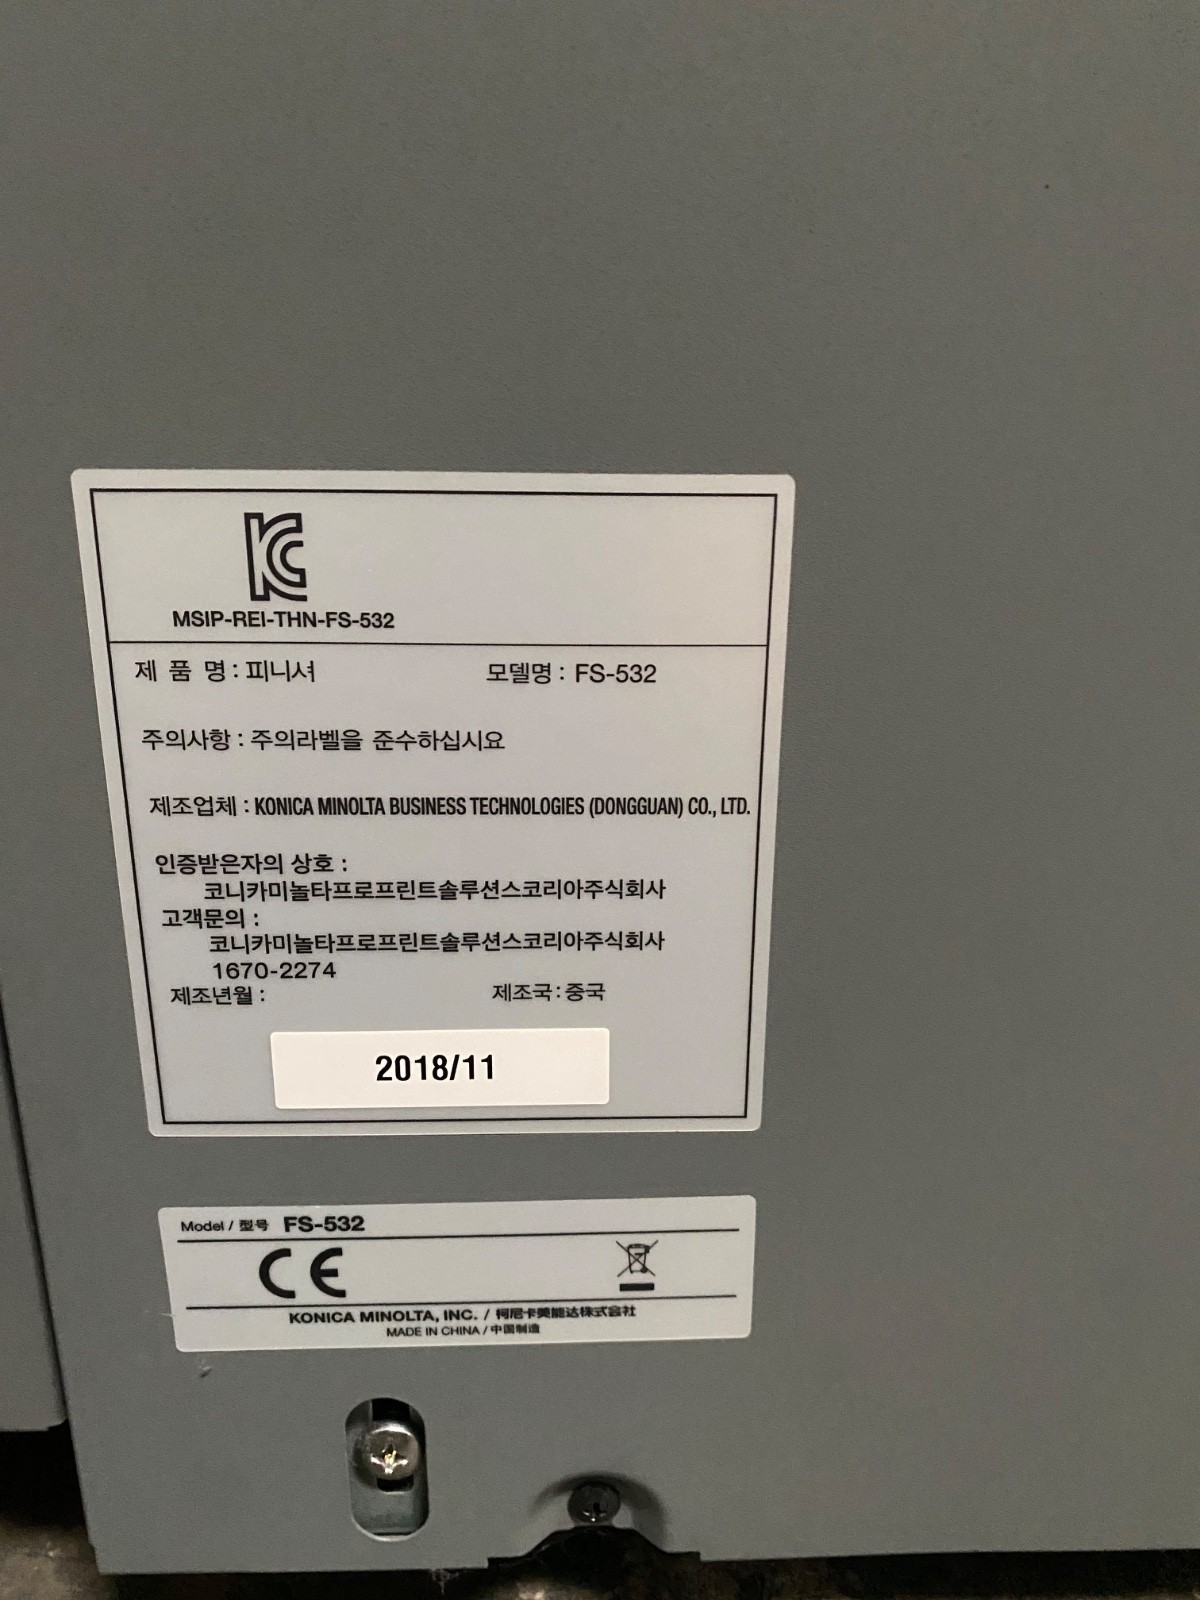 MSIP-REI-THN-FS-532
제 품 명 : 피니셔 모델명 : FS-532
주의사항 : 주의라벨을 준수하십시요
제조업체 : KONICA MINOLTA BUSINESS TECHNOLOGIES (DONGGUAN) CO., LTD.
인증받은자의 상호 :
코니카미놀타프로프린트솔루션스코리아주식회사
고객문의 :
코니카미놀타프로프린트솔루션스코리아주식회사
1670-2274
제조년월 : 제조국 : 중국
2018/11
Model / 型号 FS-532
CE
KONICA MINOLTA, INC. / 柯尼卡美能达株式会社
MADE IN CHINA / 中国制造